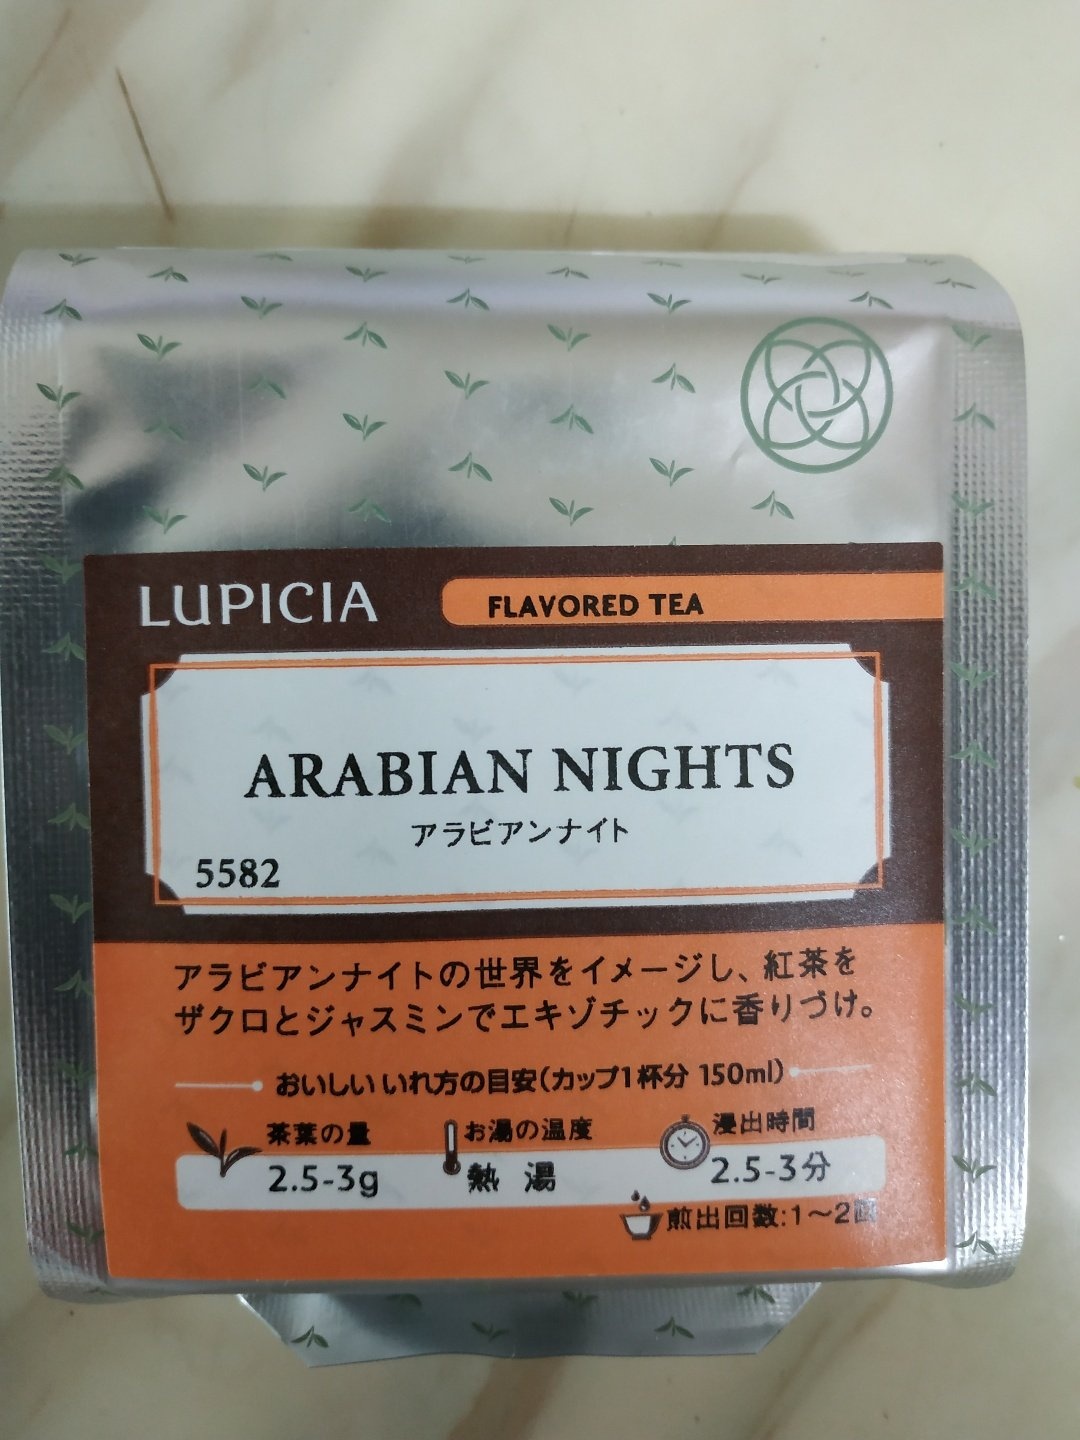 LUPICIA
FLAVORED TEA
ARABIAN NIGHTS
アラビアンナイト
5582
アラビアンナイトの世界をイメージし、紅茶を
ザクロとジャスミンでエキゾチックに香りづけ。
おいしいいれ方の目安(カップ1杯分 150ml)
茶葉の量
2.5-3g
お湯の温度
熱 湯
浸出時間
2.5-3分
煎出回数:1〜2回